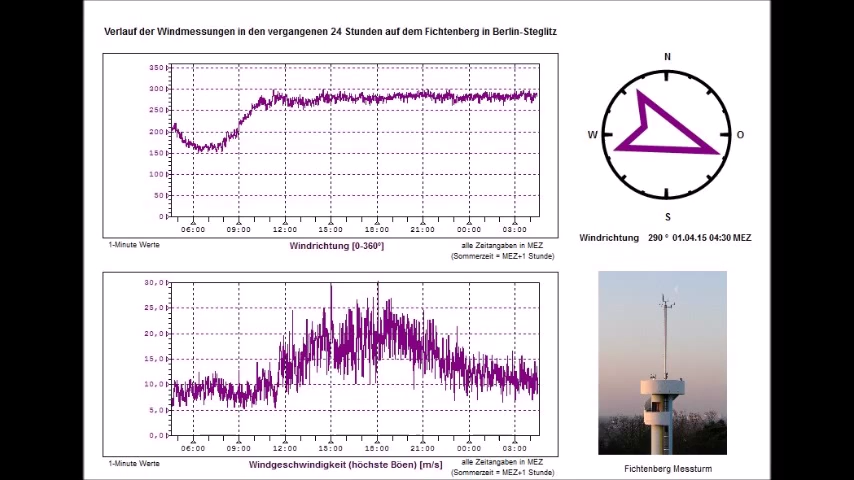 Verlauf der Windmessungen in den vergangenen 24 Stunden auf dem Fichtenberg in Berlin-Steglitz
350
300
250
200
150
100
50
0
06:00 09:00 12:00 15:00 18:00 21:00 00:00 03:00
1-Minute Werte
Windrichtung [0-360º]
alle Zeitangaben in MEZ
(Sommerzeit = MEZ+1 Stunde)
N
W
O
S
Windrichtung 290 ° 01.04.15 04:30 MEZ
30,0
25,0
20,0
15,0
10,0
5,0
0,0
06:00 09:00 12:00 15:00 18:00 21:00 00:00 03:00
1-Minute Werte
Windgeschwindigkeit (höchste Böen) [m/s]
alle Zeitangaben in MEZ
(Sommerzeit = MEZ+1 Stunde)
Fichtenberg Messturm